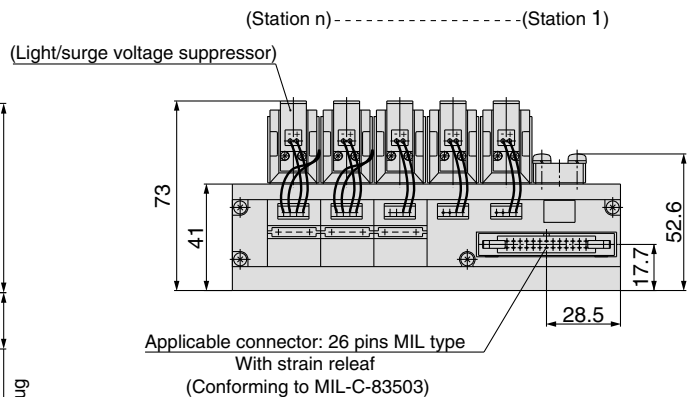 (Station n)
(Station 1)
(Light/surge voltage suppressor)
73
41
52.6
17.7
28.5
Applicable connector: 26 pins MIL type
With strain releaf
(Conforming to MIL-C-83503)
ug